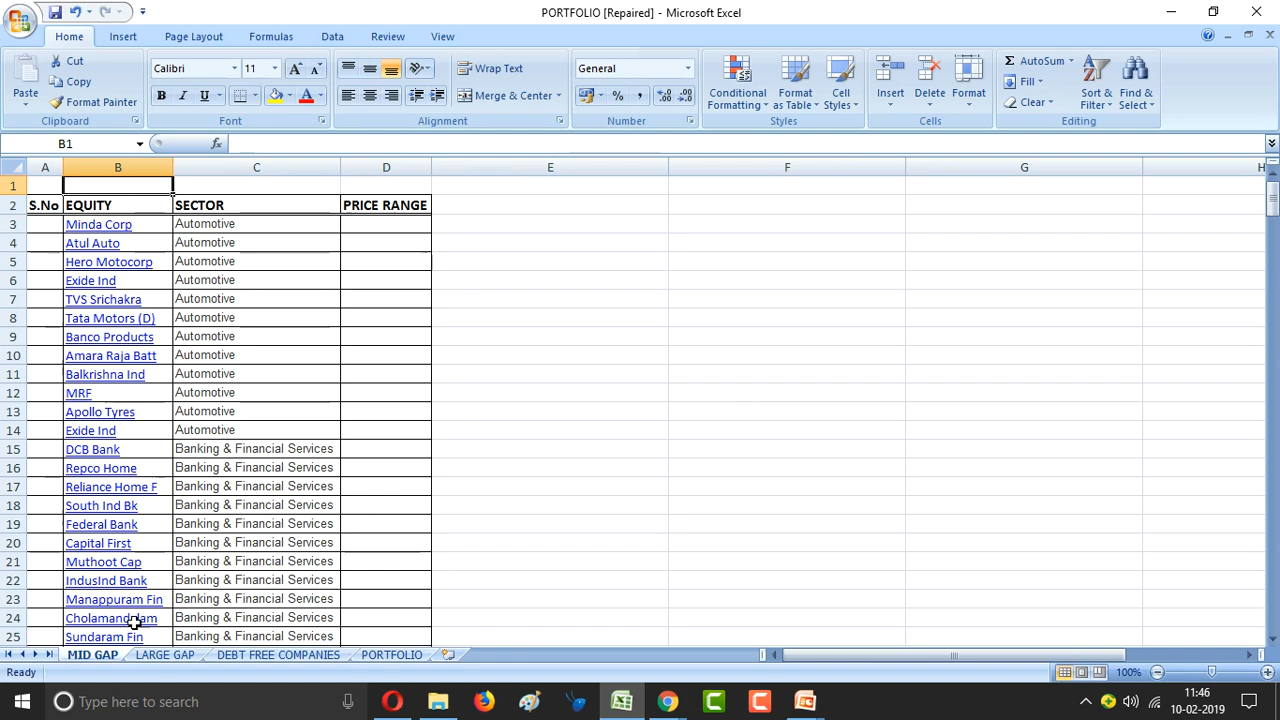 PORTFOLIO [Repaired] - Microsoft Excel
Home Insert Page Layout Formulas Data Review View
Paste Cut Copy Format Painter
Calibri 11
B I U A A
Wrap Text
Merge & Center
General
% ,
Conditional Formatting Format as Table Cell Styles
Insert Delete Format
Σ AutoSum Fill Clear
Sort & Filter Find & Select
Clipboard Font Alignment Number Styles Cells Editing
B1 fx
A B C D E F G H
1
2 S.No EQUITY SECTOR PRICE RANGE
3 Minda Corp Automotive
4 Atul Auto Automotive
5 Hero Motocorp Automotive
6 Exide Ind Automotive
7 TVS Srichakra Automotive
8 Tata Motors (D) Automotive
9 Banco Products Automotive
10 Amara Raja Batt Automotive
11 Balkrishna Ind Automotive
12 MRF Automotive
13 Apollo Tyres Automotive
14 Exide Ind Automotive
15 DCB Bank Banking & Financial Services
16 Repco Home Banking & Financial Services
17 Reliance Home F Banking & Financial Services
18 South Ind Bk Banking & Financial Services
19 Federal Bank Banking & Financial Services
20 Capital First Banking & Financial Services
21 Muthoot Cap Banking & Financial Services
22 IndusInd Bank Banking & Financial Services
23 Manappuram Fin Banking & Financial Services
24 Cholamandalam Banking & Financial Services
25 Sundaram Fin Banking & Financial Services
MID GAP LARGE GAP DEBT FREE COMPANIES PORTFOLIO
Ready 100%
Type here to search
11:46
10-02-2019